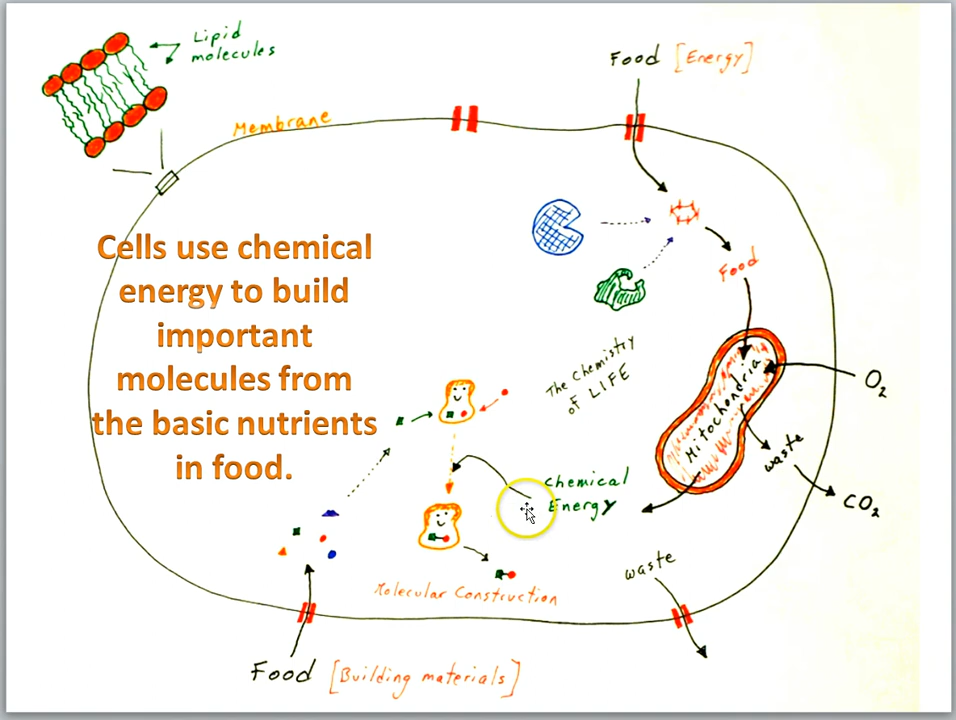 Lipid
molecules
Food [Energy]
Membrane
Cells use chemical
energy to build
important
molecules from
the basic nutrients
in food.
Food
The Chemistry
of LIFE
Mitochondria
O2
waste
CO2
Chemical
Energy
waste
Molecular Construction
Food [Building materials]